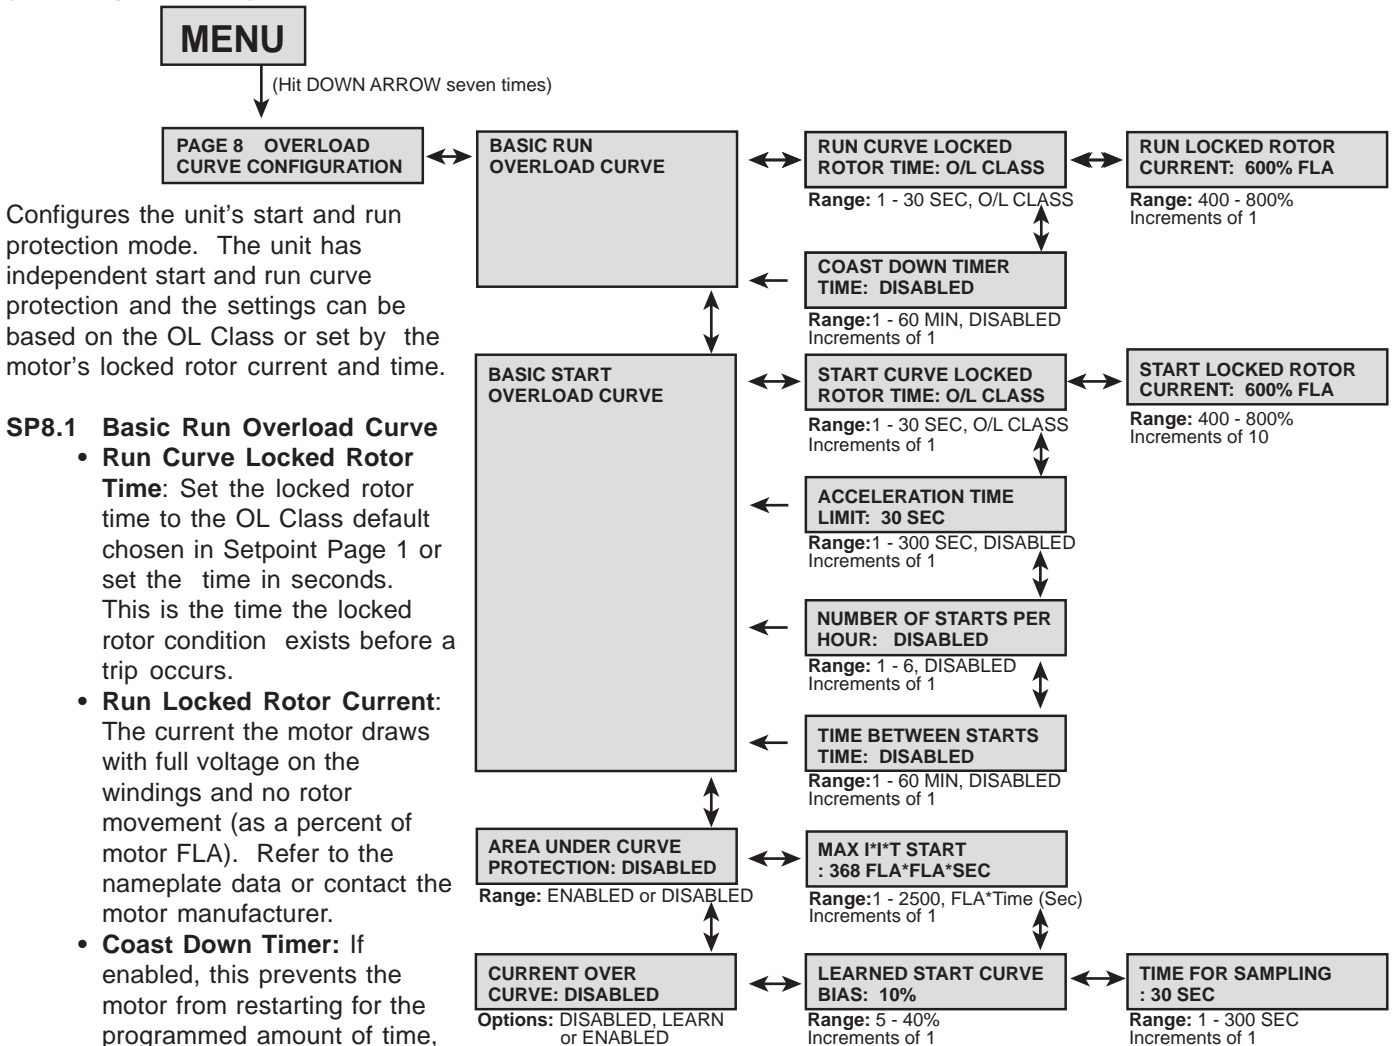 MENU
(Hit DOWN ARROW seven times)
PAGE 8 OVERLOAD
CURVE CONFIGURATION
BASIC RUN
OVERLOAD CURVE
RUN CURVE LOCKED
ROTOR TIME: O/L CLASS
Range: 1 - 30 SEC, O/L CLASS
RUN LOCKED ROTOR
CURRENT: 600% FLA
Range: 400 - 800%
Increments of 1
COAST DOWN TIMER
TIME: DISABLED
Range:1 - 60 MIN, DISABLED
Increments of 1
BASIC START
OVERLOAD CURVE
START CURVE LOCKED
ROTOR TIME: O/L CLASS
Range:1 - 30 SEC, O/L CLASS
Increments of 1
START LOCKED ROTOR
CURRENT: 600% FLA
Range: 400 - 800%
Increments of 10
ACCELERATION TIME
LIMIT: 30 SEC
Range:1 - 300 SEC, DISABLED
Increments of 1
NUMBER OF STARTS PER
HOUR: DISABLED
Range: 1 - 6, DISABLED
Increments of 1
TIME BETWEEN STARTS
TIME: DISABLED
Range:1 - 60 MIN, DISABLED
Increments of 1
AREA UNDER CURVE
PROTECTION: DISABLED
Range: ENABLED or DISABLED
MAX I*I*T START
: 368 FLA*FLA*SEC
Range:1 - 2500, FLA*Time (Sec)
Increments of 1
CURRENT OVER
CURVE: DISABLED
Options: DISABLED, LEARN
or ENABLED
LEARNED START CURVE
BIAS: 10%
Range: 5 - 40%
Increments of 1
TIME FOR SAMPLING
: 30 SEC
Range: 1 - 300 SEC
Increments of 1
Configures the unit's start and run
protection mode. The unit has
independent start and run curve
protection and the settings can be
based on the OL Class or set by the
motor's locked rotor current and time.
SP8.1 Basic Run Overload Curve
• Run Curve Locked Rotor
Time: Set the locked rotor
time to the OL Class default
chosen in Setpoint Page 1 or
set the time in seconds.
This is the time the locked
rotor condition exists before a
trip occurs.
• Run Locked Rotor Current:
The current the motor draws
with full voltage on the
windings and no rotor
movement (as a percent of
motor FLA). Refer to the
nameplate data or contact the
motor manufacturer.
• Coast Down Timer: If
enabled, this prevents the
motor from restarting for the
programmed amount of time,